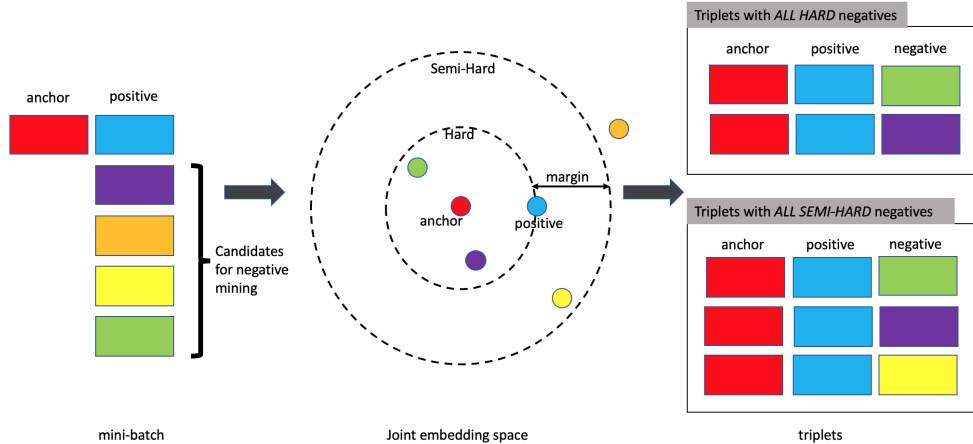 anchor
positive
Candidates
for negative
mining
mini-batch
Semi-Hard
Hard
margin
anchor
positive
Joint embedding space
Triplets with ALL HARD negatives
anchor
positive
negative
Triplets with ALL SEMI-HARD negatives
anchor
positive
negative
triplets